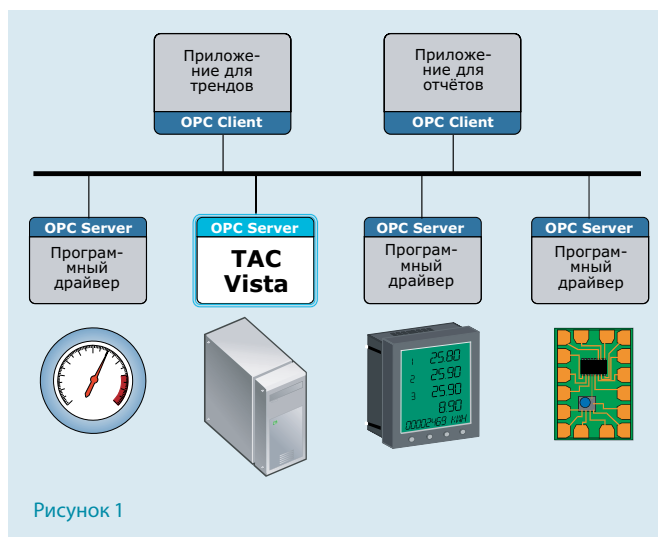 Приложе-
ние для
трендов
OPC Client
Приложе-
ние для
отчётов
OPC Client
OPC Server
Програм-
мный
драйвер
OPC Server
TAC
Vista
OPC Server
Програм-
мный
драйвер
OPC Server
Програм-
мный
драйвер
1 25.80
2 25.90
3 25.90
8.90
00002469 KWH
Рисунок 1